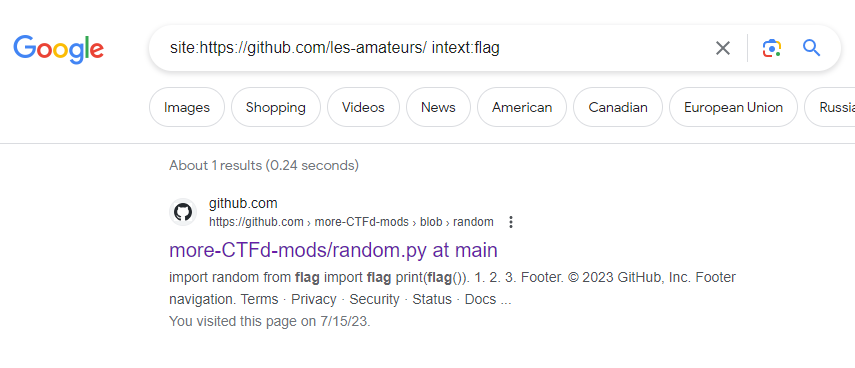 Google
site:https://github.com/les-amateurs/ intext:flag
Images Shopping Videos News American Canadian European Union Russia
About 1 results (0.24 seconds)
github.com
https://github.com › more-CTFd-mods › blob › random
more-CTFd-mods/random.py at main
import random from flag import flag print(flag()). 1. 2. 3. Footer. © 2023 GitHub, Inc. Footer
navigation. Terms · Privacy · Security · Status · Docs ...
You visited this page on 7/15/23.